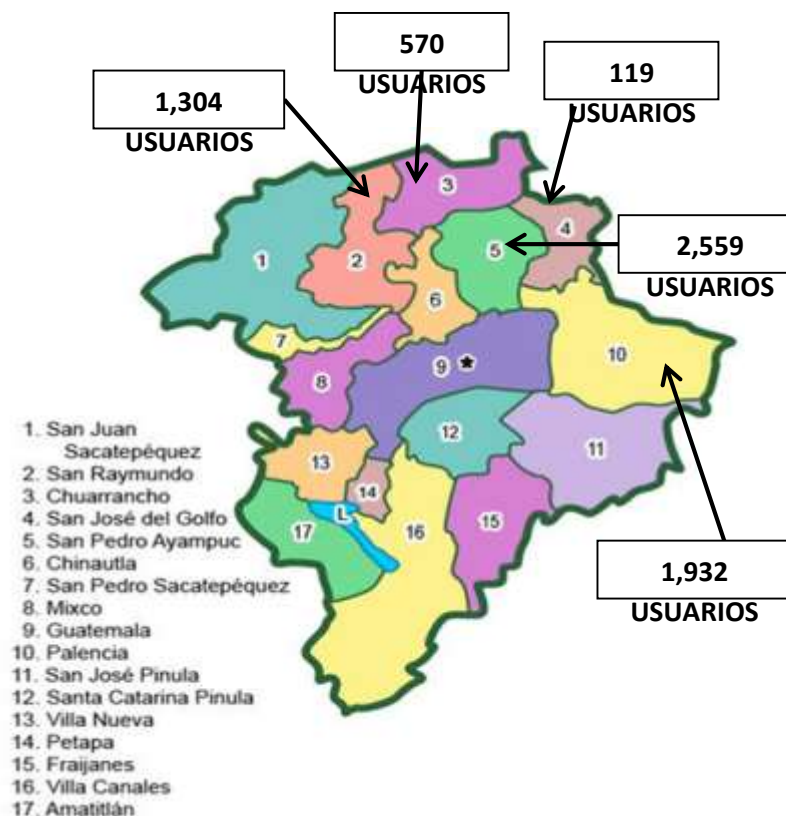 570
USUARIOS
119
USUARIOS
1,304
USUARIOS
3
4
2,559
USUARIOS
1
2
5
6
7
10
9
8
12
11
13
14
L
17
16
15
1,932
USUARIOS
1. San Juan
Sacatepéquez
2. San Raymundo
3. Chuarrancho
4. San José del Golfo
5. San Pedro Ayampuc
6. Chinautla
7. San Pedro Sacatepéquez
8. Mixco
9. Guatemala
10. Palencia
11. San José Pinula
12. Santa Catarina Pinula
13. Villa Nueva
14. Petapa
15. Fraijanes
16. Villa Canales
17. Amatitlán